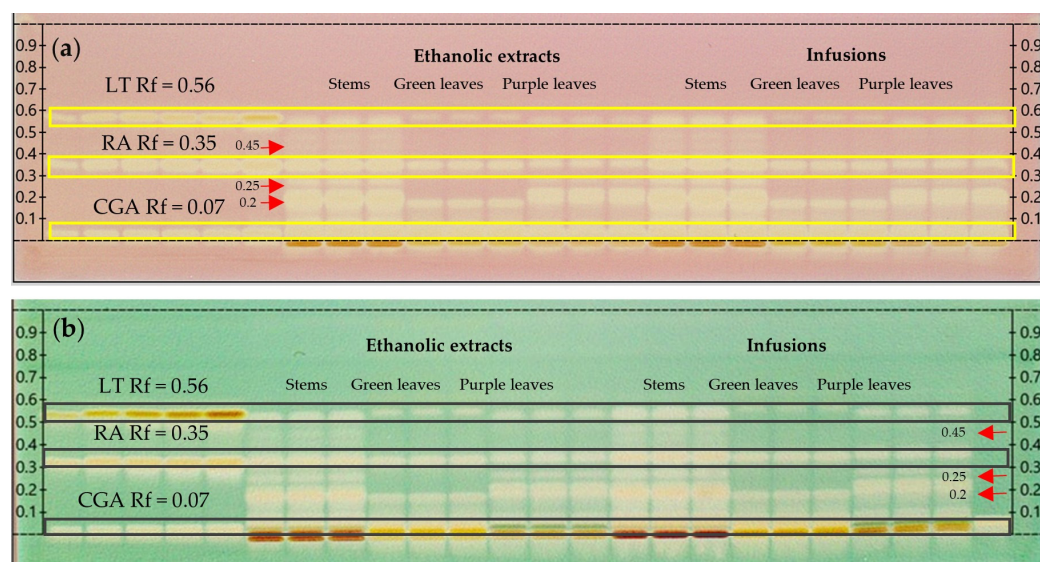 (a)
Ethanolic extracts
Infusions
Stems Green leaves Purple leaves
Stems Green leaves Purple leaves
LT Rf = 0.56
RA Rf = 0.35
CGA Rf = 0.07
0.45
0.25
0.2
0.9
0.8
0.7
0.6
0.5
0.4
0.3
0.2
0.1
0.9
0.8
0.7
0.6
0.5
0.4
0.3
0.2
0.1
(b)
Ethanolic extracts
Infusions
Stems Green leaves Purple leaves
Stems Green leaves Purple leaves
LT Rf = 0.56
RA Rf = 0.35
CGA Rf = 0.07
0.45
0.25
0.2
0.9
0.8
0.7
0.6
0.5
0.4
0.3
0.2
0.1
0.9
0.8
0.7
0.6
0.5
0.4
0.3
0.2
0.1